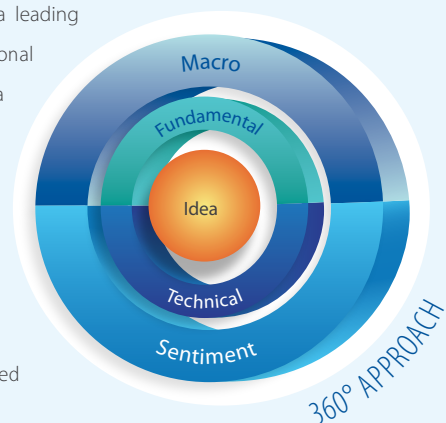 a leading
onal
a
Macro
Fundamental
Idea
Technical
Sentiment
ed
360° APPROACH